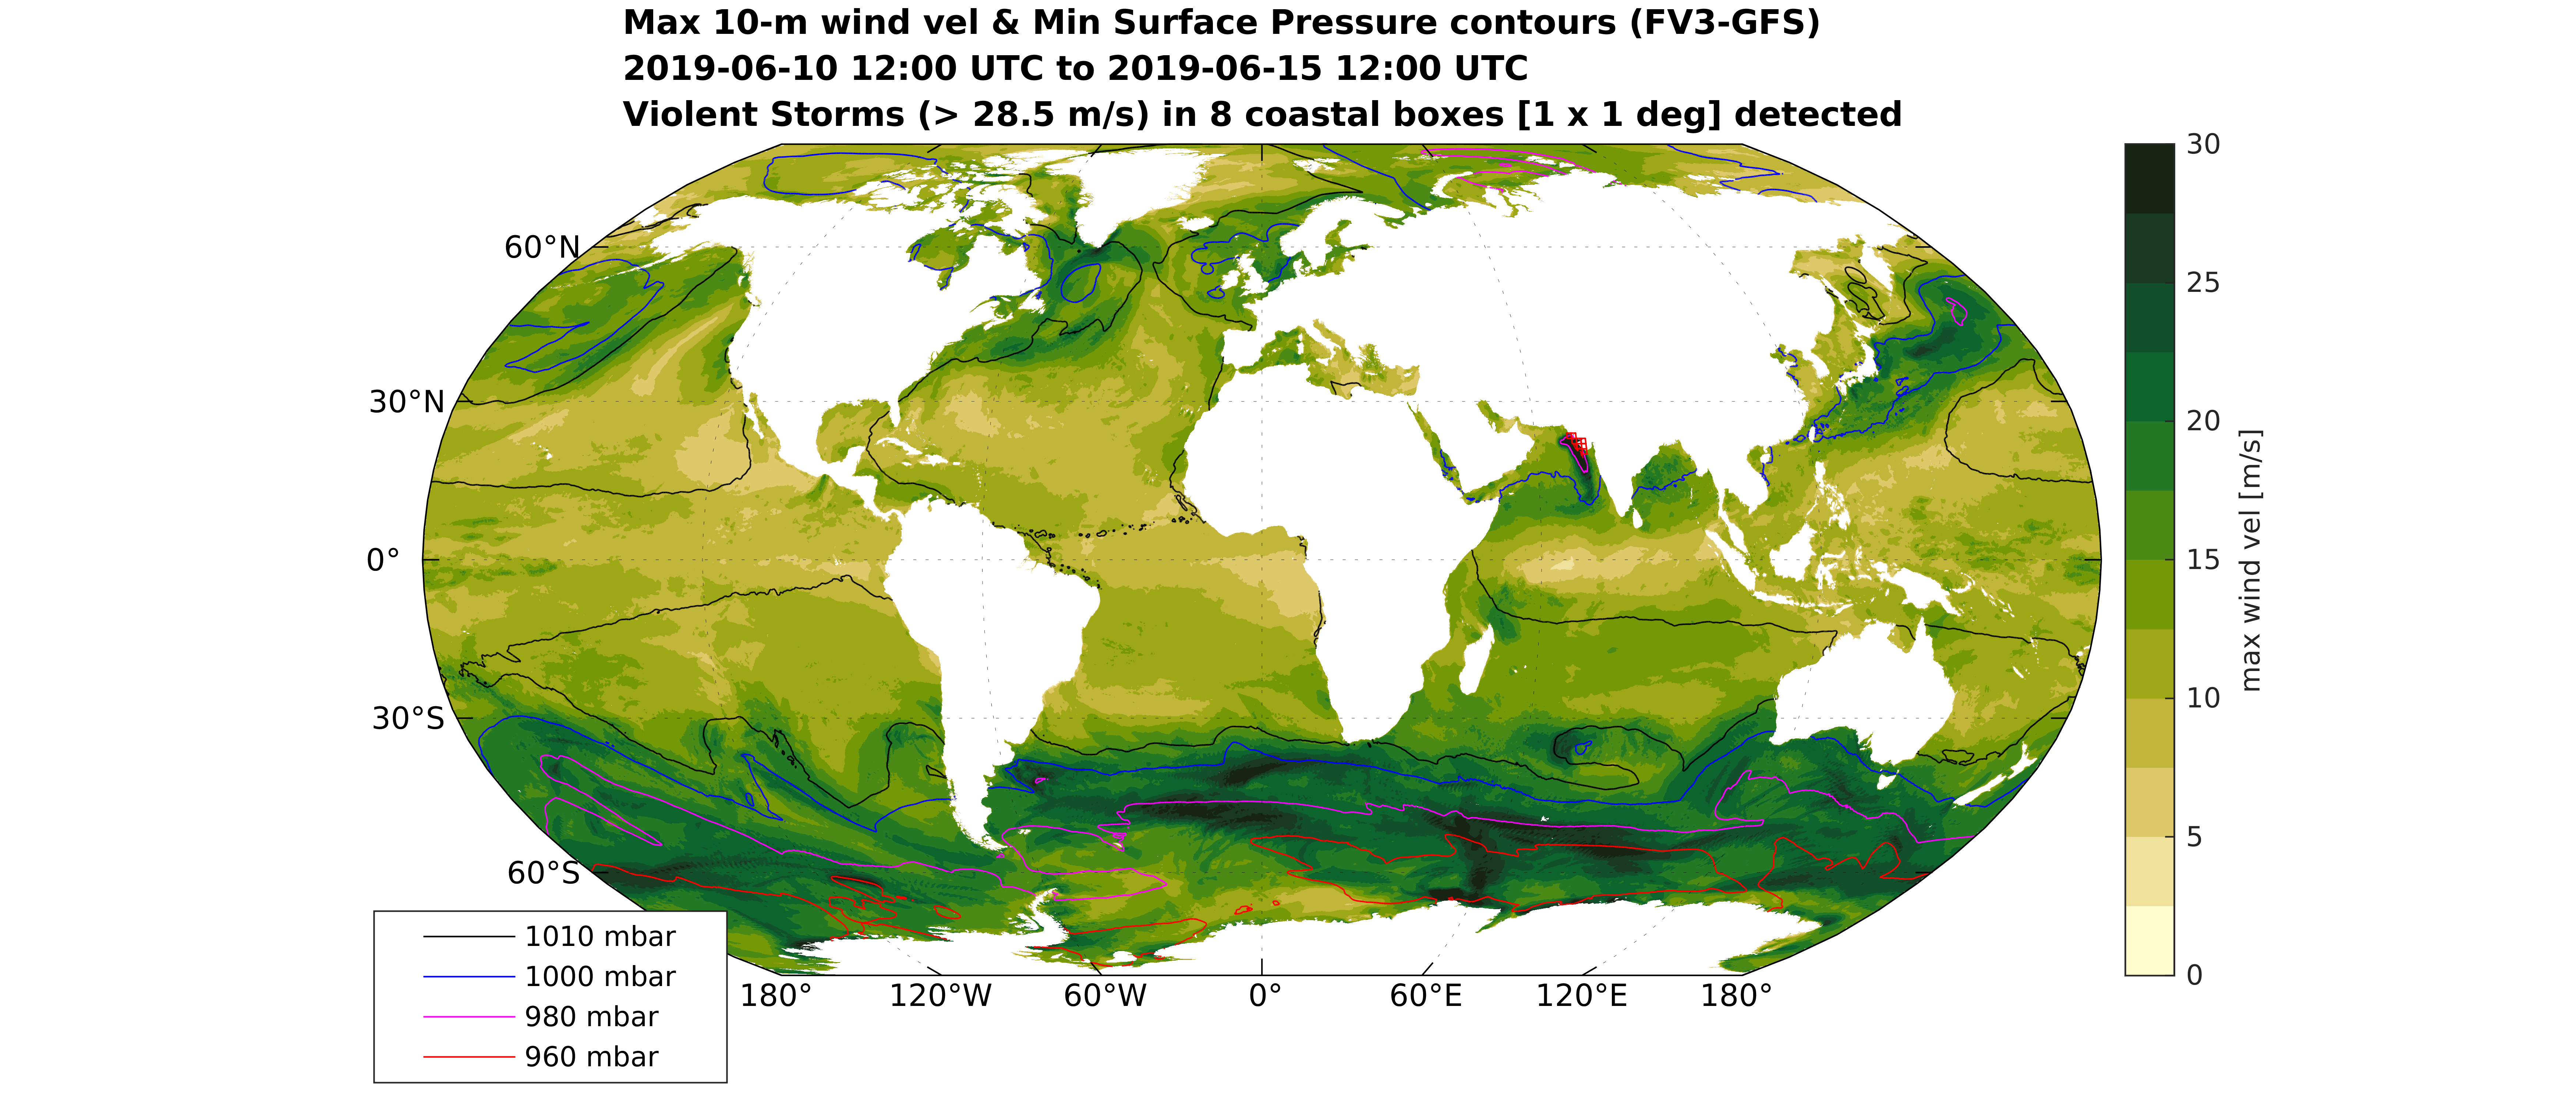 Max 10-m wind vel & Min Surface Pressure contours (FV3-GFS)
2019-06-10 12:00 UTC to 2019-06-15 12:00 UTC
Violent Storms (> 28.5 m/s) in 8 coastal boxes [1 x 1 deg] detected
60°N
30°N
0°
30°S
60°S
180°
120°W
60°W
0°
60°E
120°E
180°
1010 mbar
1000 mbar
980 mbar
960 mbar
30
25
20
15
10
5
0
max wind vel [m/s]